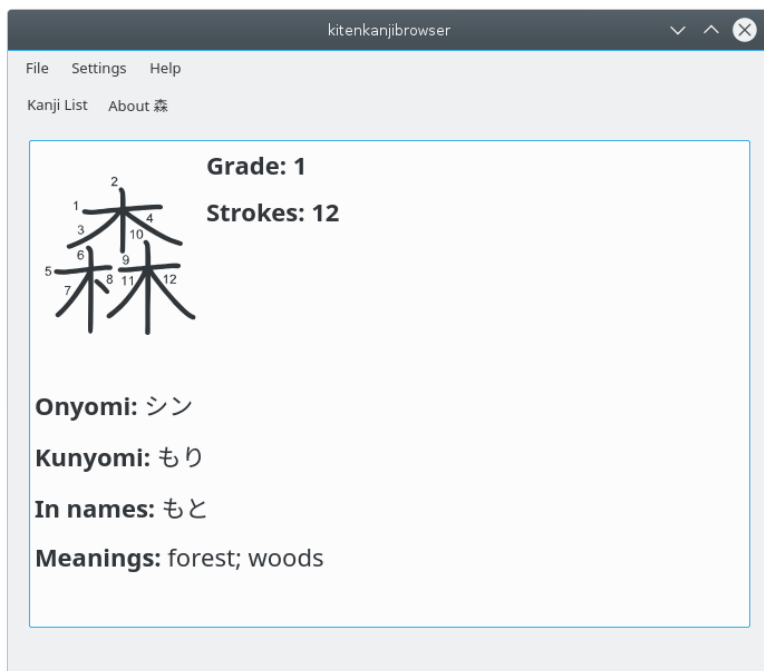 kitenkanjibrowser
File Settings Help
Kanji List About 森
Grade: 1
Strokes: 12
森
1 2 3 4 5 6 7 8 9 10 11 12
Onyomi: シン
Kunyomi: もり
In names: もと
Meanings: forest; woods